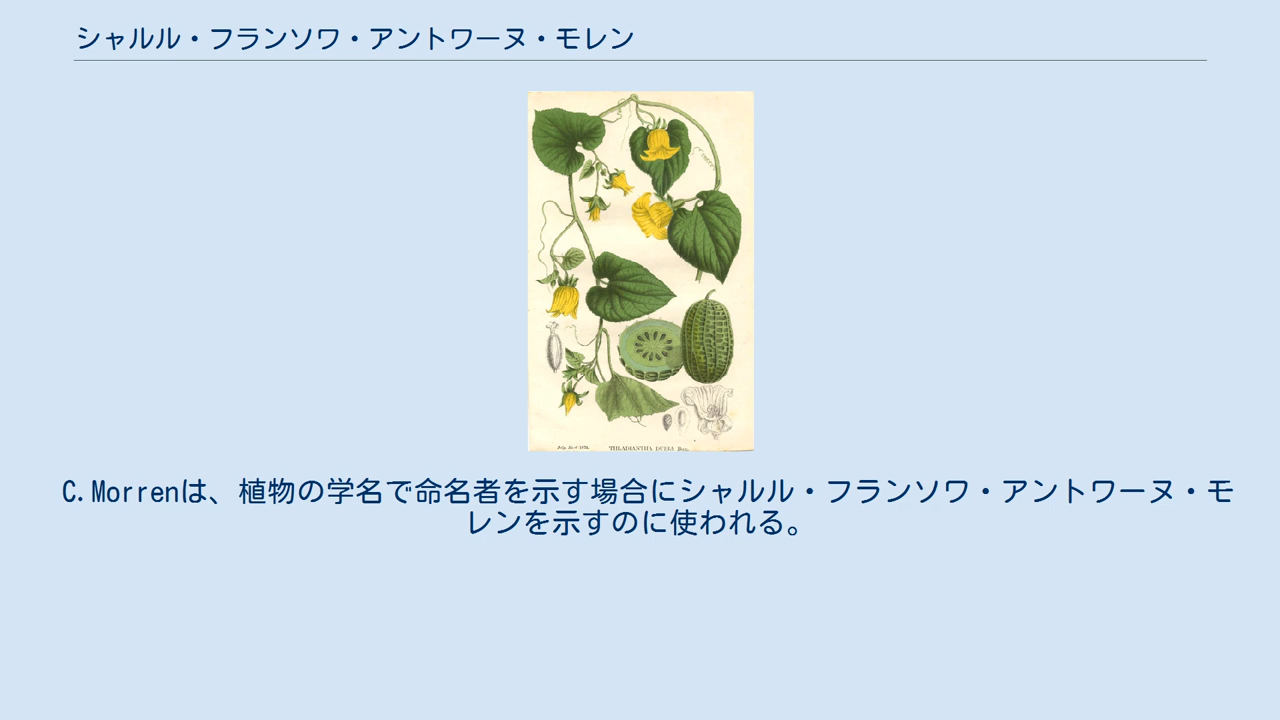 シャルル・フランソワ・アントワーヌ・モレン
THLADIANTHA DUBIA
C.Morrenは、植物の学名で命名者を示す場合にシャルル・フランソワ・アントワーヌ・モ
レンを示すのに使われる。